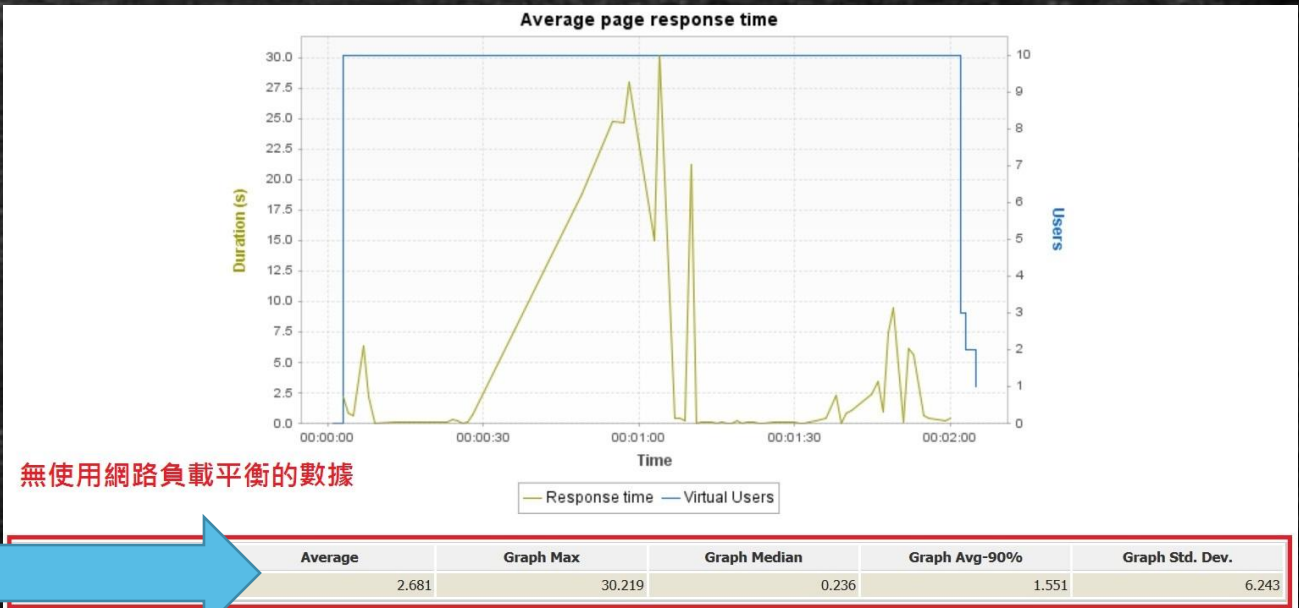 Average page response time
30.0
27.5
25.0
22.5
20.0
17.5
15.0
12.5
10.0
7.5
5.0
2.5
0.0
Duration (s)
10
9
8
7
6
5
4
3
2
1
0
Users
00:00:00 00:00:30 00:01:00 00:01:30 00:02:00
Time
無使用網路負載平衡的數據
Response time Virtual Users
Average Graph Max Graph Median Graph Avg-90% Graph Std. Dev.
2.681 30.219 0.236 1.551 6.243